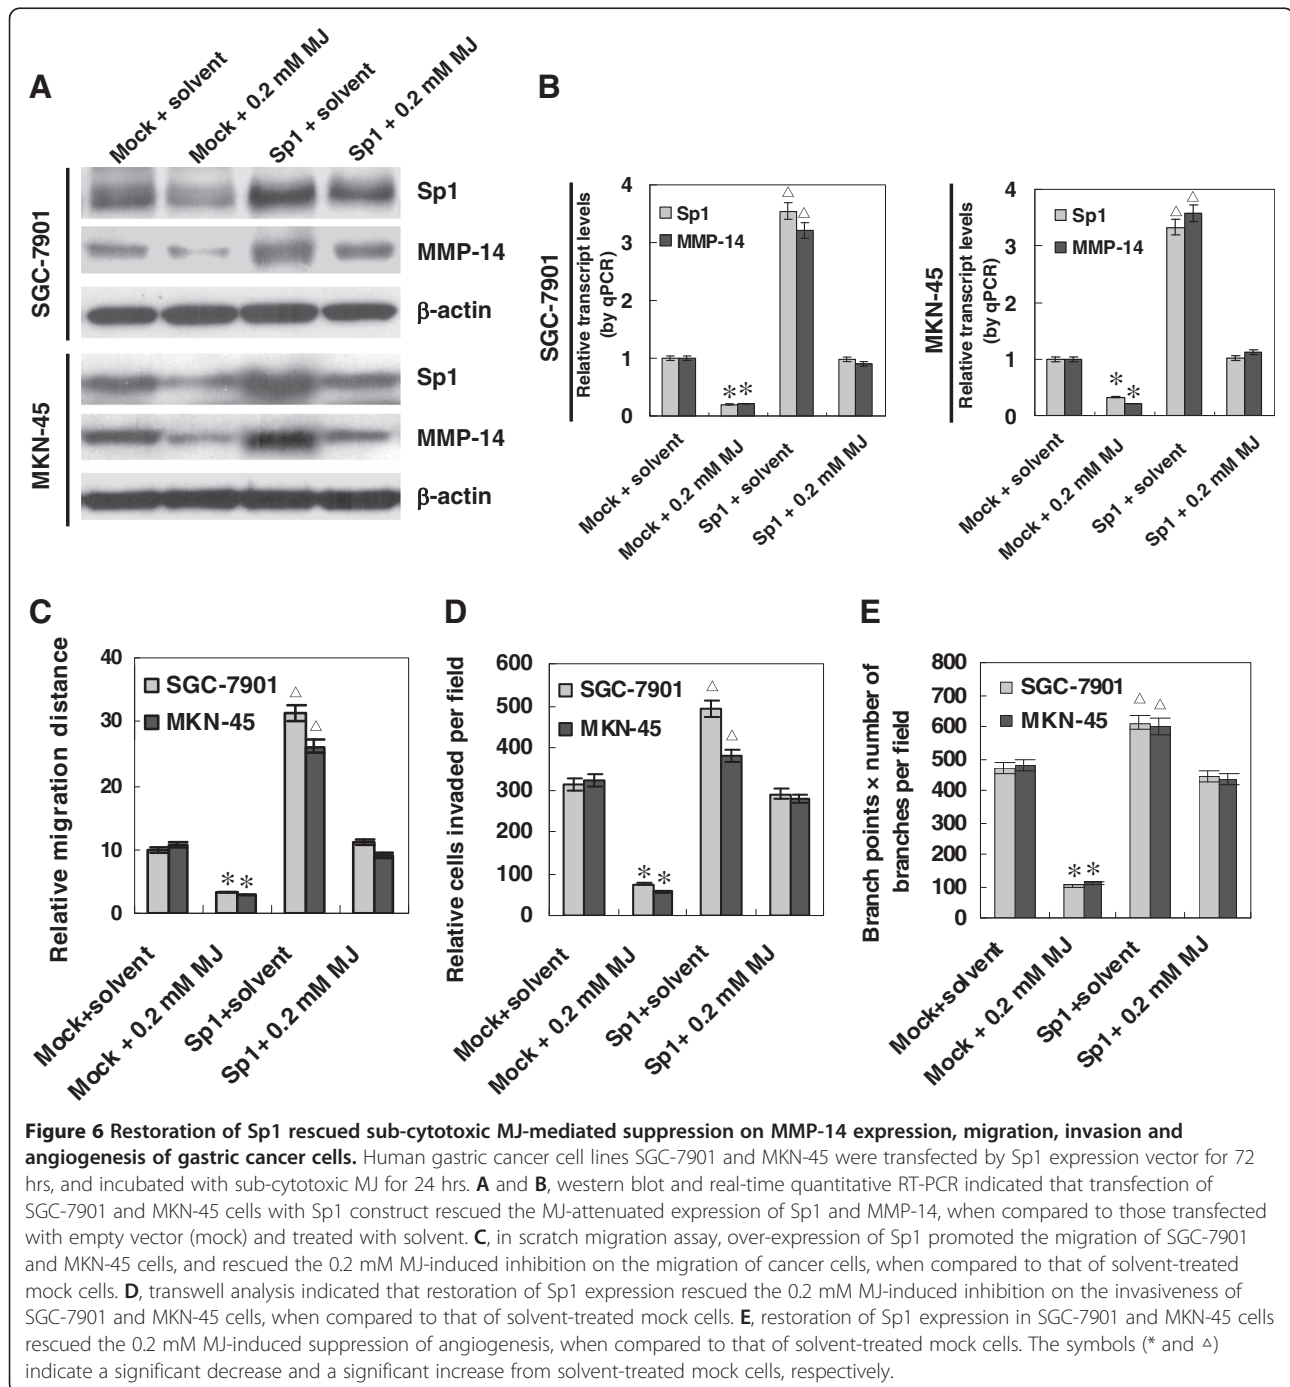 A
Mock + solvent
Mock + 0.2 mM MJ
Sp1 + solvent
Sp1 + 0.2 mM MJ
SGC-7901
Sp1
MMP-14
β-actin
MKN-45
Sp1
MMP-14
β-actin
B
SGC-7901
Relative transcript levels
(by qPCR)
4
3
2
1
0
Sp1
MMP-14
* *
△ △
Mock + solvent
Mock + 0.2 mM MJ
Sp1 + solvent
Sp1 + 0.2 mM MJ
MKN-45
Relative transcript levels
(by qPCR)
4
3
2
1
0
Sp1
MMP-14
* *
△ △
Mock + solvent
Mock + 0.2 mM MJ
Sp1 + solvent
Sp1 + 0.2 mM MJ
C
Relative migration distance
40
30
20
10
0
SGC-7901
MKN-45
* *
△ △
Mock+solvent
Mock + 0.2 mM MJ
Sp1+solvent
Sp1+ 0.2 mM MJ
D
Relative cells invaded per field
600
500
400
300
200
100
0
SGC-7901
MKN-45
* *
△ △
Mock+solvent
Mock + 0.2 mM MJ
Sp1+solvent
Sp1+ 0.2 mM MJ
E
Branch points × number of
branches per field
800
700
600
500
400
300
200
100
0
SGC-7901
MKN-45
* *
△ △
Mock+solvent
Mock + 0.2 mM MJ
Sp1+solvent
Sp1+ 0.2 mM MJ
Figure 6 Restoration of Sp1 rescued sub-cytotoxic MJ-mediated suppression on MMP-14 expression, migration, invasion and
angiogenesis of gastric cancer cells. Human gastric cancer cell lines SGC-7901 and MKN-45 were transfected by Sp1 expression vector for 72
hrs, and incubated with sub-cytotoxic MJ for 24 hrs. A and B, western blot and real-time quantitative RT-PCR indicated that transfection of
SGC-7901 and MKN-45 cells with Sp1 construct rescued the MJ-attenuated expression of Sp1 and MMP-14, when compared to those transfected
with empty vector (mock) and treated with solvent. C, in scratch migration assay, over-expression of Sp1 promoted the migration of SGC-7901
and MKN-45 cells, and rescued the 0.2 mM MJ-induced inhibition on the migration of cancer cells, when compared to that of solvent-treated
mock cells. D, transwell analysis indicated that restoration of Sp1 expression rescued the 0.2 mM MJ-induced inhibition on the invasiveness of
SGC-7901 and MKN-45 cells, when compared to that of solvent-treated mock cells. E, restoration of Sp1 expression in SGC-7901 and MKN-45 cells
rescued the 0.2 mM MJ-induced suppression of angiogenesis, when compared to that of solvent-treated mock cells. The symbols (* and △)
indicate a significant decrease and a significant increase from solvent-treated mock cells, respectively.